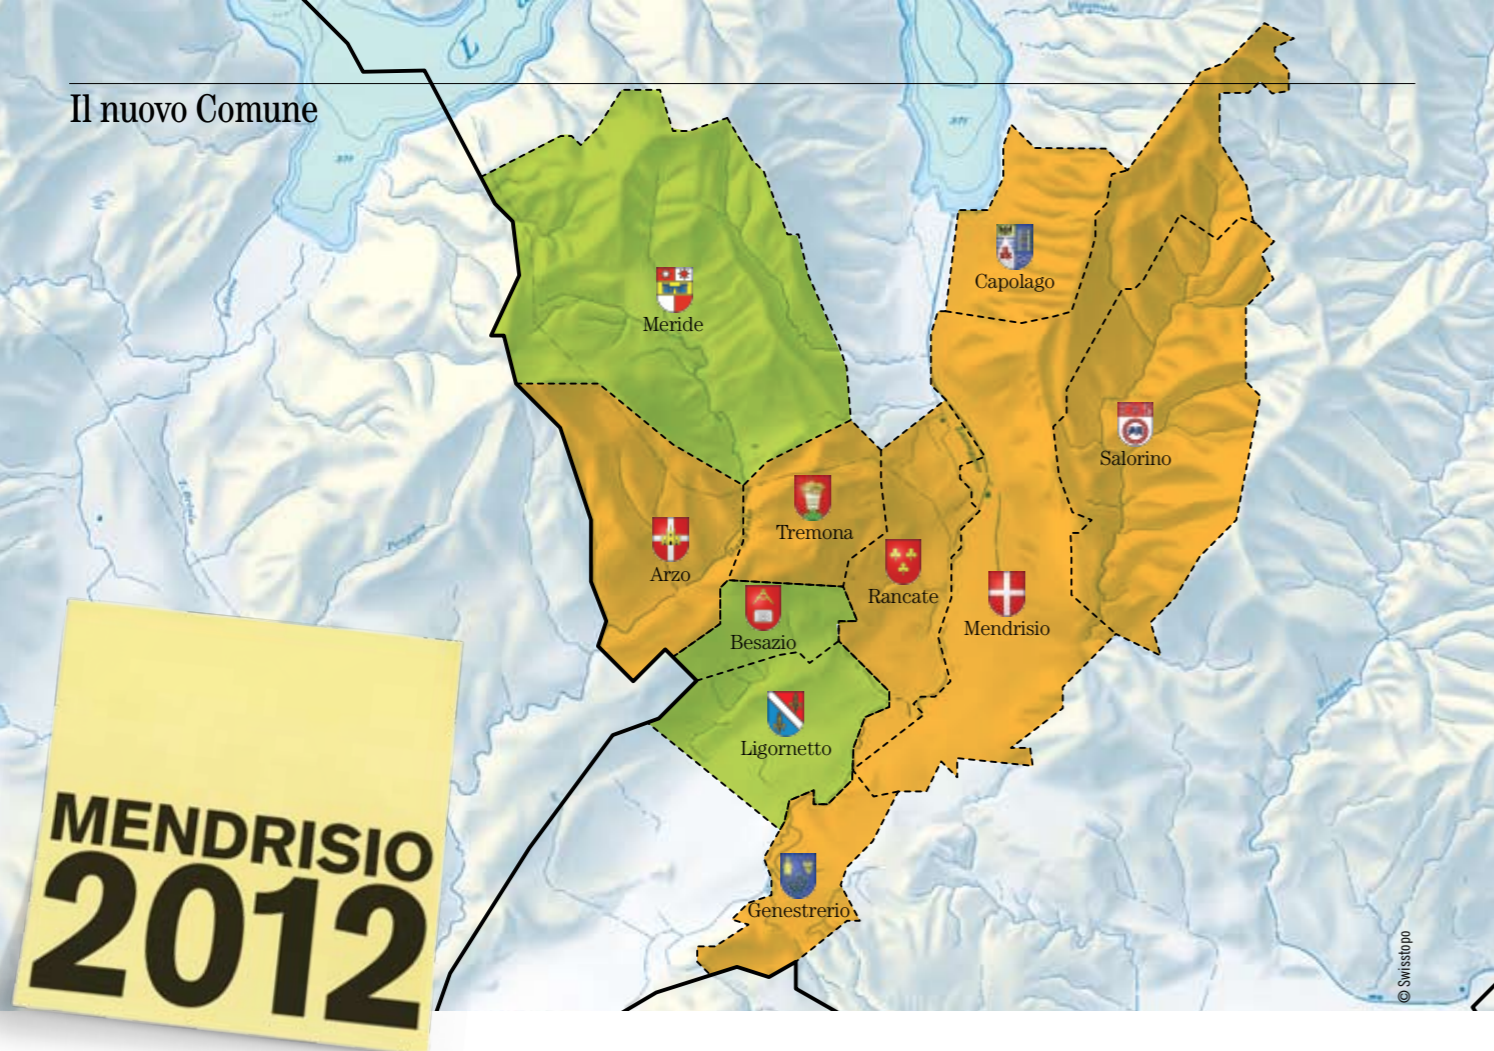 Il nuovo Comune
Meride
Capolago
Salorino
Tremona
Arzo
Rancate
Mendrisio
Besazio
Ligornetto
Genestrerio
MENDRISIO
2012
© Swisstopo